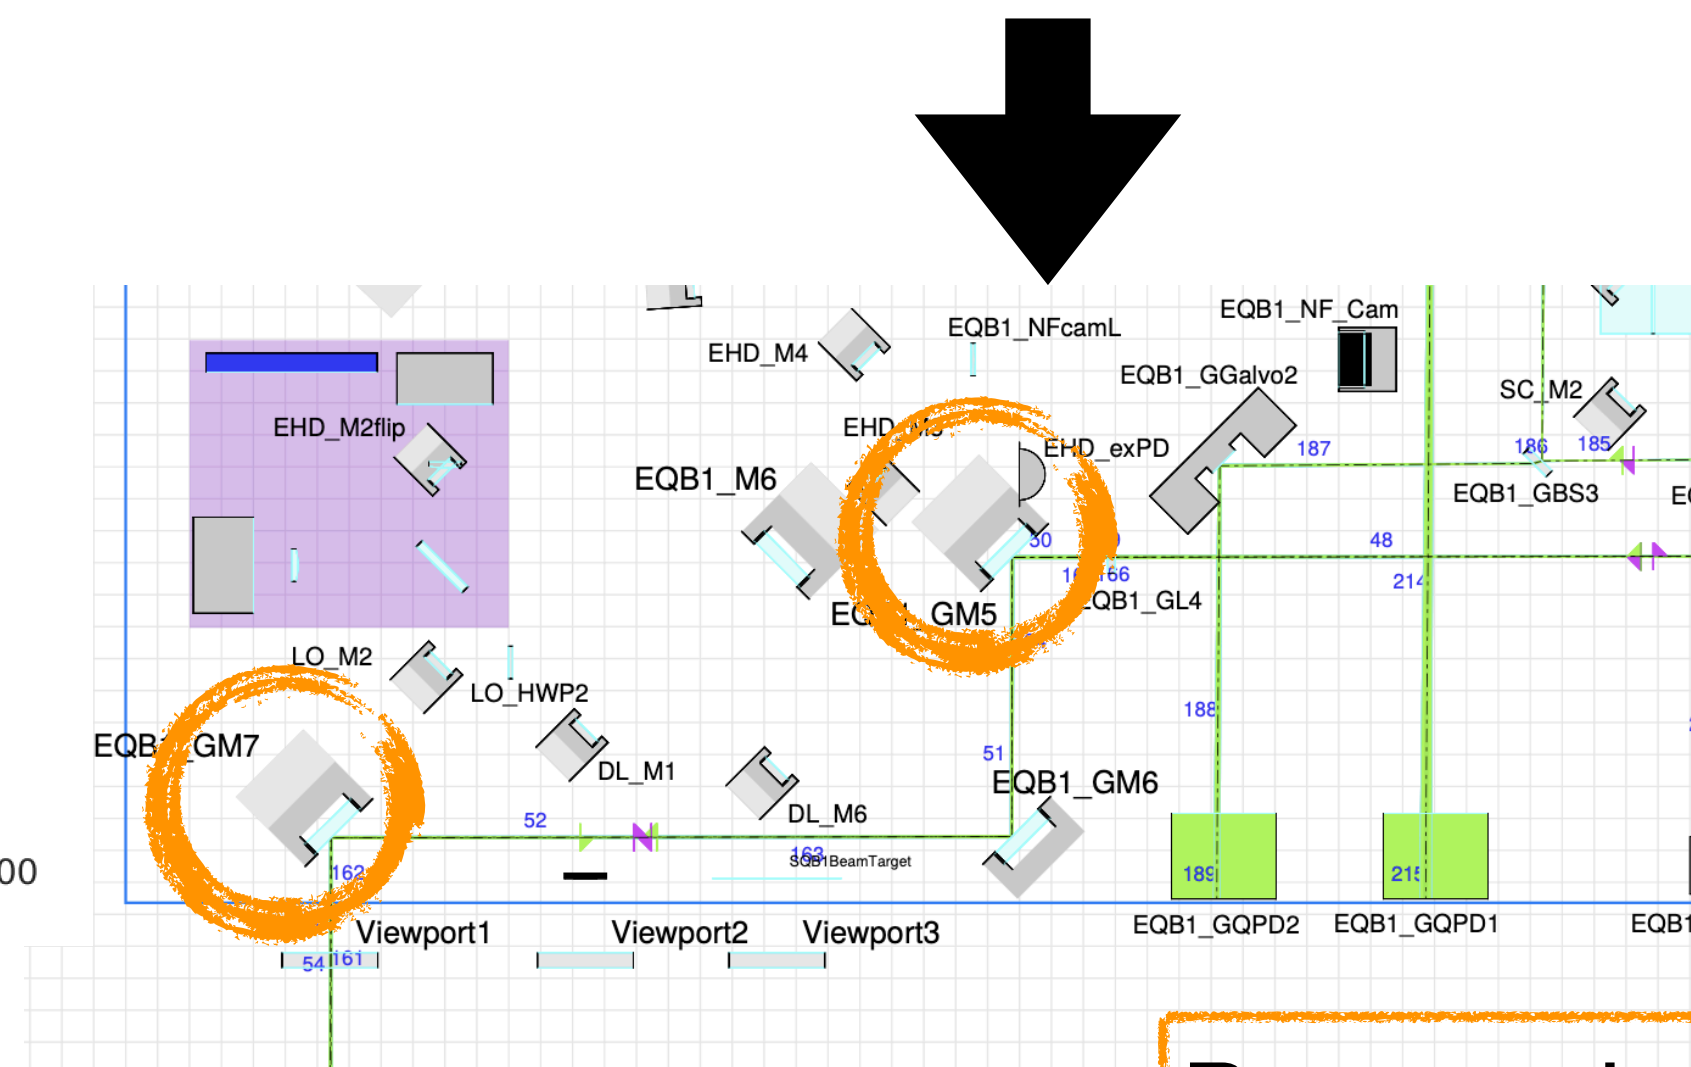 EQB1_NF_Cam
EQB1_NFcamL
EHD_M4
EQB1_GGalvo2
SC_M2
EHD_M2flip
EHD_exPD
187
186
185
EQB1_M6
EQB1_GBS3
48
166
214
EQB1_GL4
GM5
LO_M2
LO_HWP2
188
GM7
51
DL_M1
EQB1_GM6
DL_M6
52
163
SQB1BeamTarget
162
00
189
215
EQB1_GQPD2
EQB1_GQPD1
EQB1
Viewport1
Viewport2
Viewport3
54
161